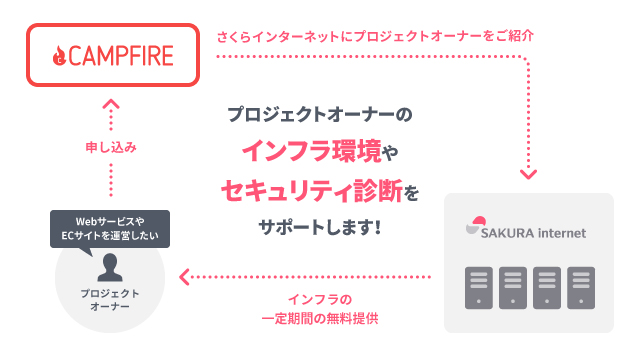 CAMPFIRE
さくらインターネットにプロジェクトオーナーをご紹介
申し込み
プロジェクトオーナーの
インフラ環境や
セキュリティ診断を
サポートします!
Webサービスや
ECサイトを運営したい
プロジェクト
オーナー
SAKURA internet
インフラの
一定期間の無料提供